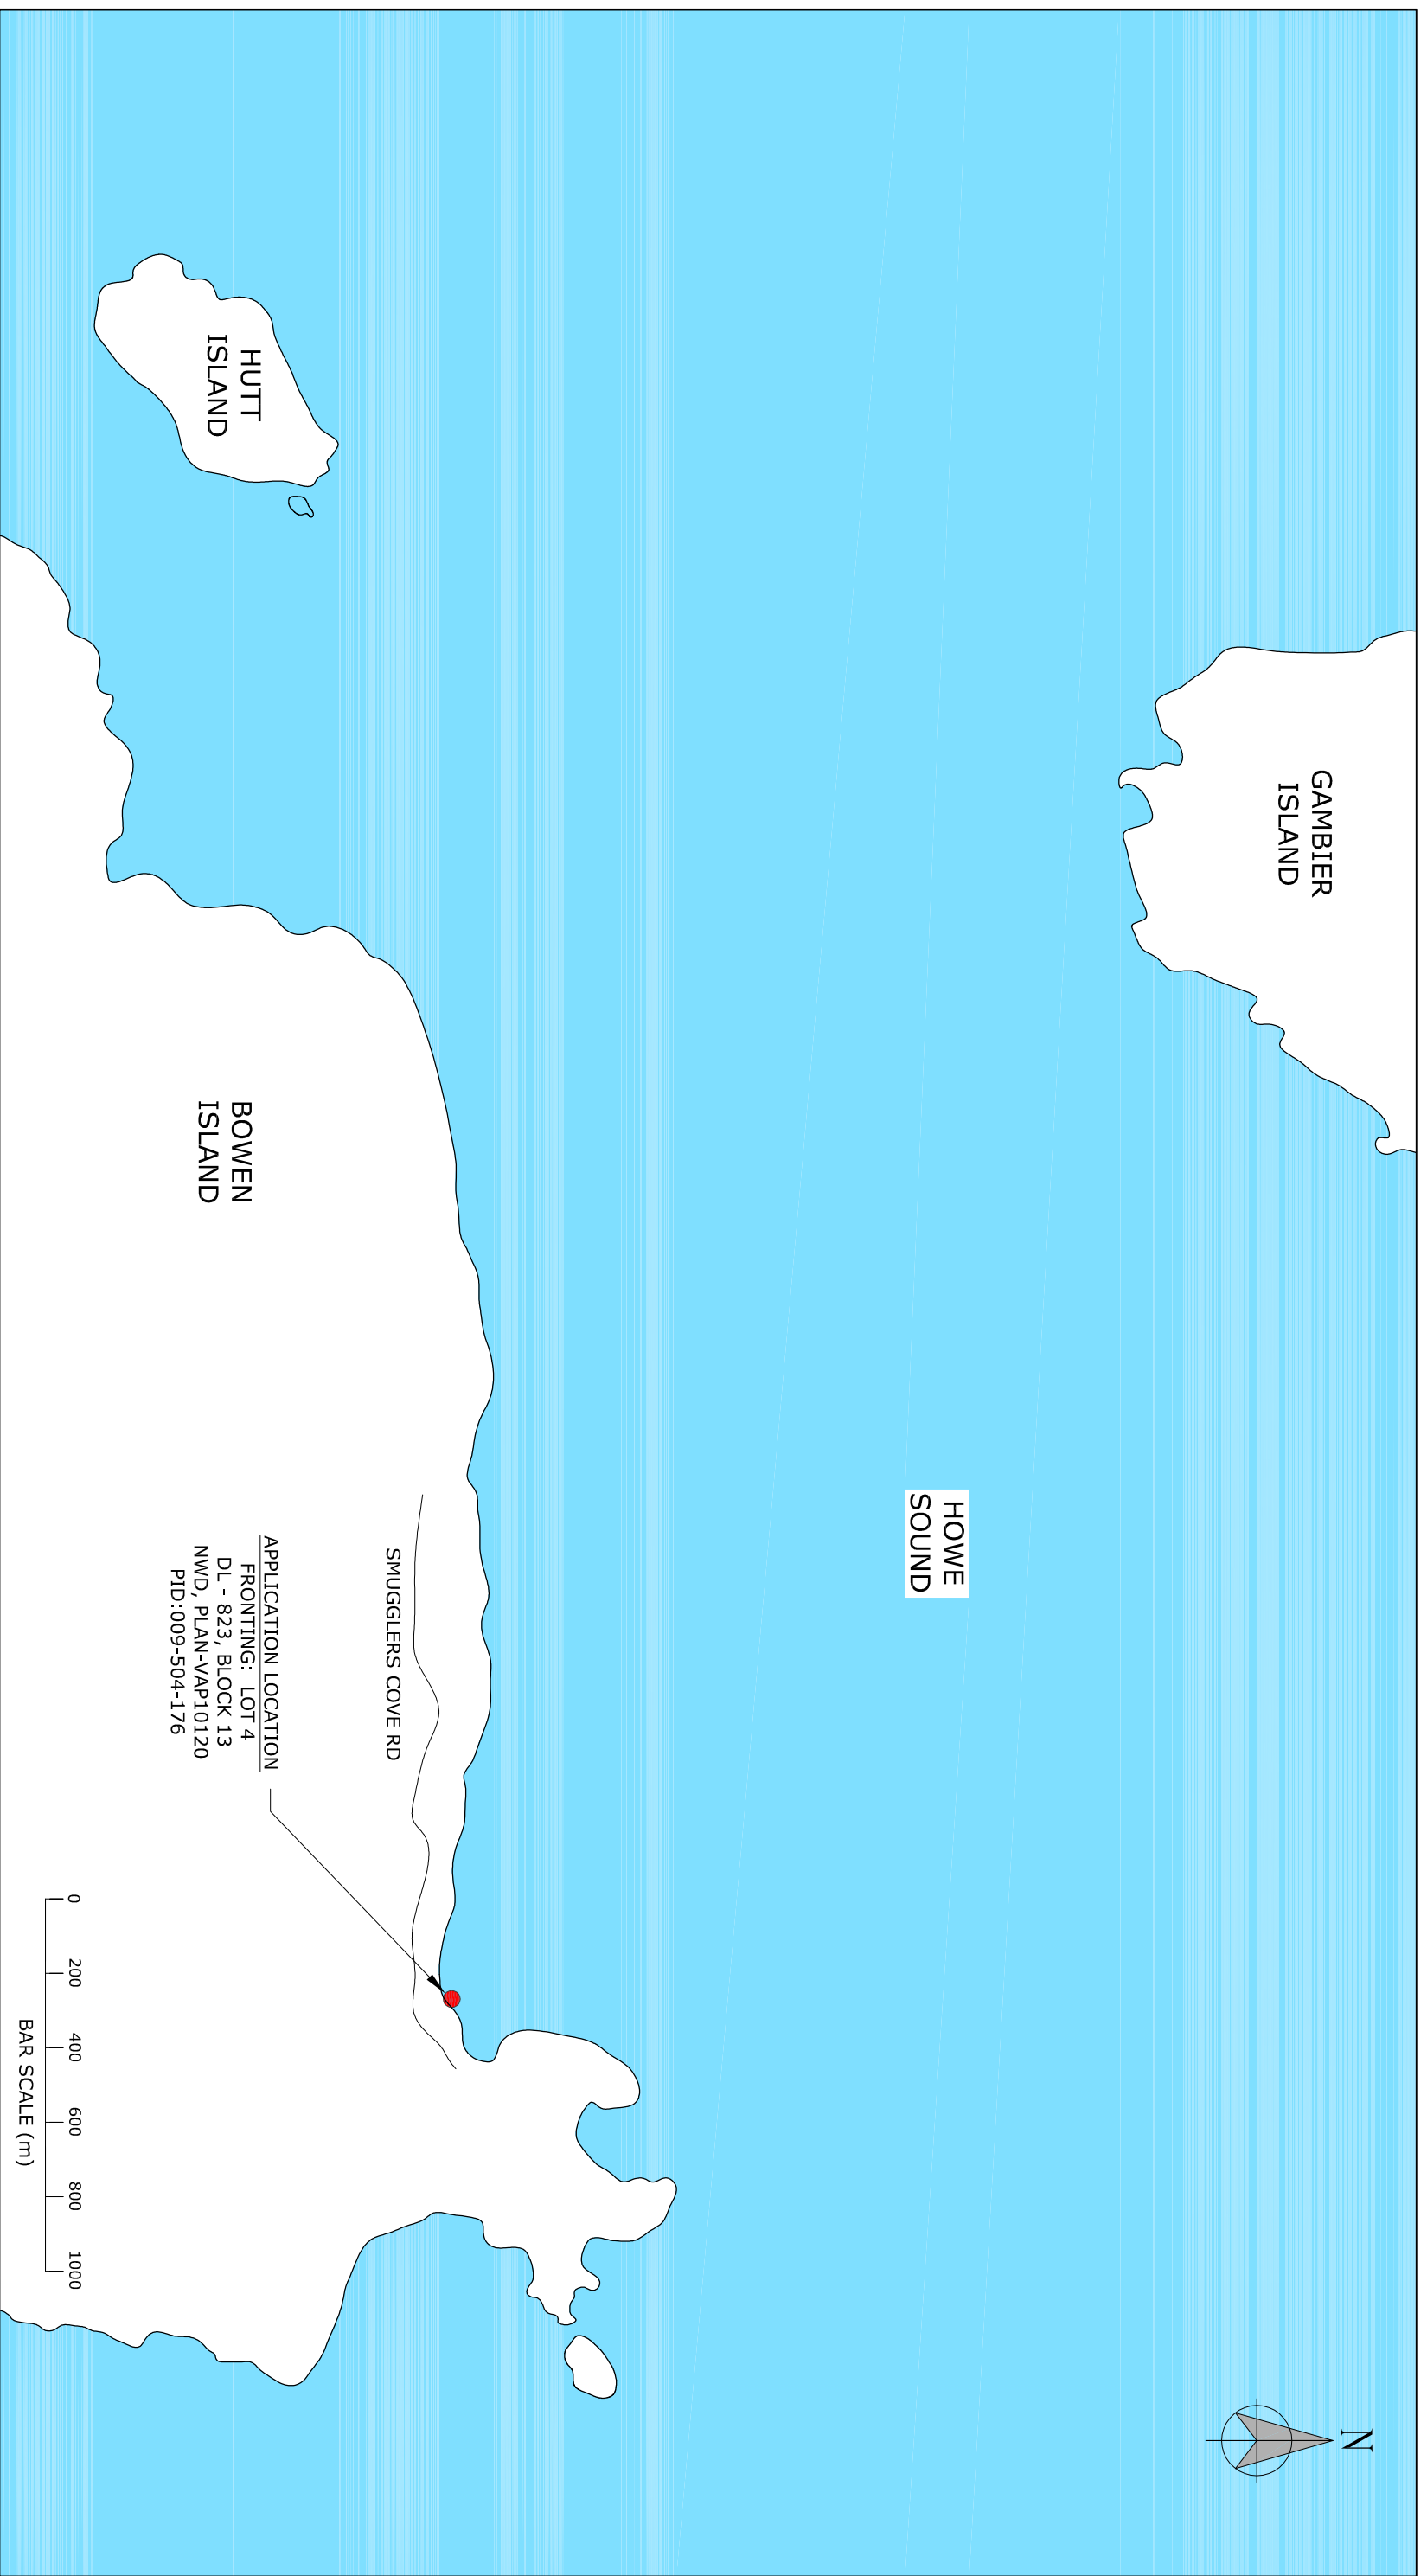 N
GAMBIER
ISLAND
HOWE
SOUND
HUTT
ISLAND
BOWEN
ISLAND
SMUGGLERS COVE RD
APPLICATION LOCATION
FRONTING: LOT 4
DL - 823, BLOCK 13
NWD, PLAN-VAP10120
PID:009-504-176
0 200 400 600 800 1000
BAR SCALE (m)